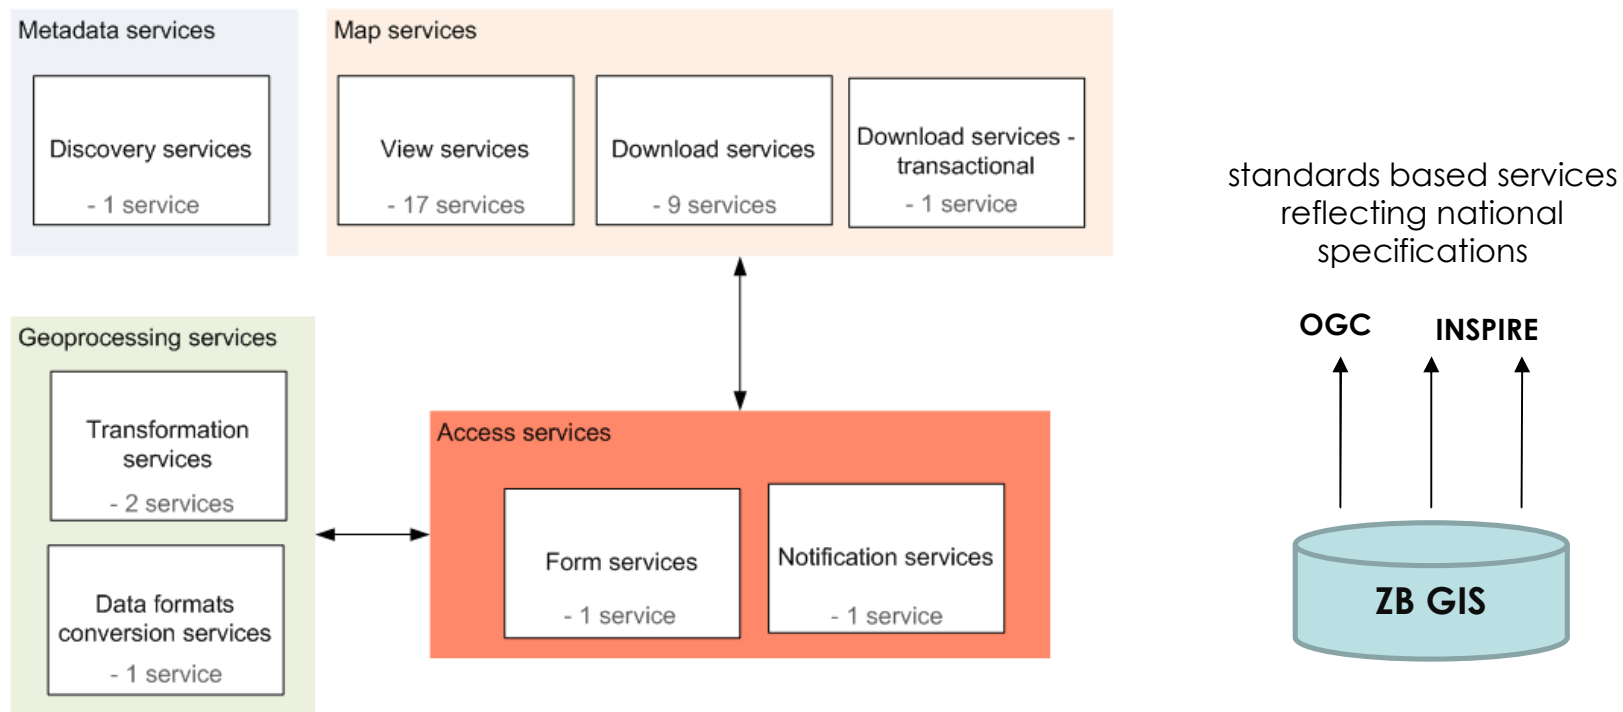 Metadata services
Discovery services
- 1 service
Map services
View services
- 17 services
Download services
- 9 services
Download services -
transactional
- 1 service
Geoprocessing services
Transformation
services
- 2 services
Data formats
conversion services
- 1 service
Access services
Form services
- 1 service
Notification services
- 1 service
standards based services
reflecting national
specifications
OGC
INSPIRE
ZB GIS